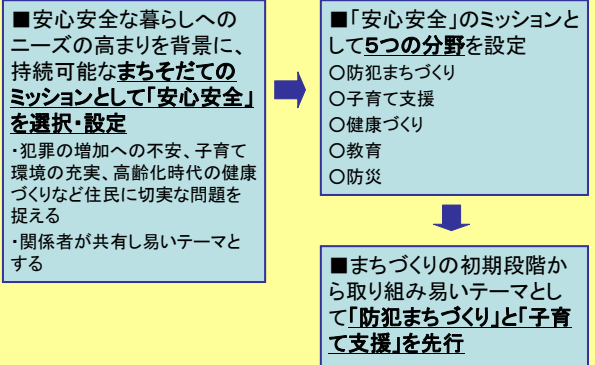 ■安心安全な暮らしへの
ニーズの高まりを背景に、
持続可能なまちそだての
ミッションとして「安心安全」
を選択・設定
・犯罪の増加への不安、子育て
環境の充実、高齢化時代の健康
づくりなど住民に切実な問題を
捉える
・関係者が共有し易いテーマと
する
■「安心安全」のミッションと
して5つの分野を設定
○防犯まちづくり
○子育て支援
○健康づくり
○教育
○防災
■まちづくりの初期段階か
ら取り組み易いテーマとし
て「防犯まちづくり」と「子育
て支援」を先行